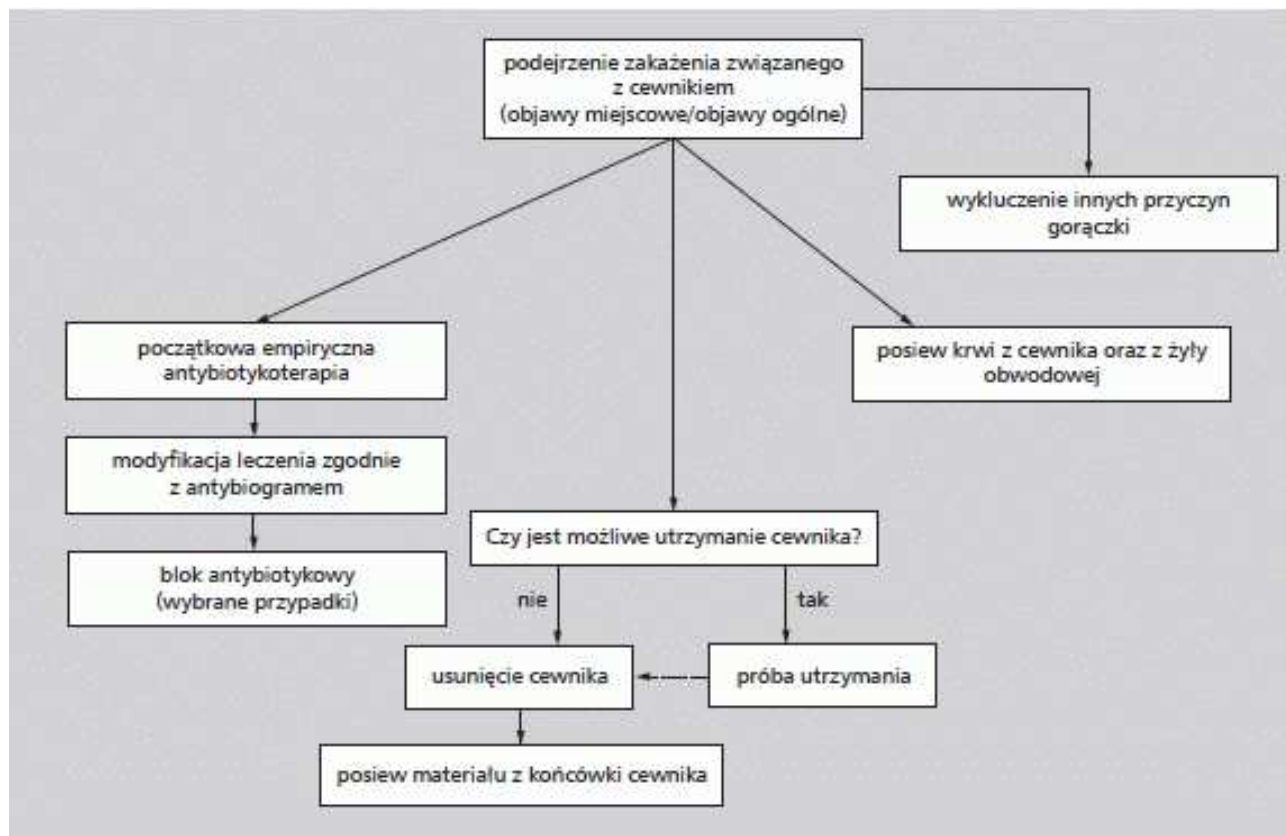 podejrzenie zakażenia związanego
z cewnikiem
(objawy miejscowe/objawy ogólne)
wykluczenie innych przyczyn
gorączki
początkowa empiryczna
antybiotykoterapia
posiew krwi z cewnika oraz z żyły
obwodowej
modyfikacja leczenia zgodnie
z antybiogramem
Czy jest możliwe utrzymanie cewnika?
blok antybiotykowy
(wybrane przypadki)
nie
tak
usunięcie cewnika
próba utrzymania
posiew materiału z końcówki cewnika